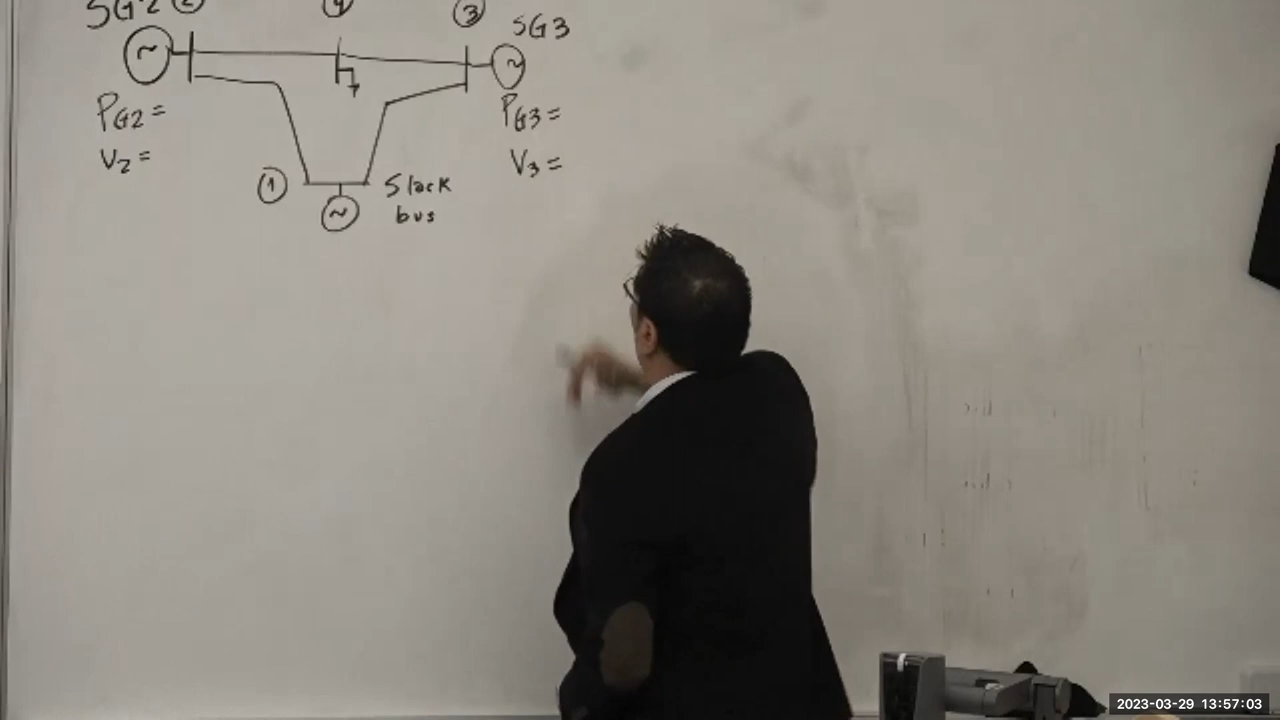 SG2 ② ④ ③
SG3
~ ~
PG2 =
PG3 =
V2 =
V3 =
① Slack
~ bus
2023-03-29 13:57:03